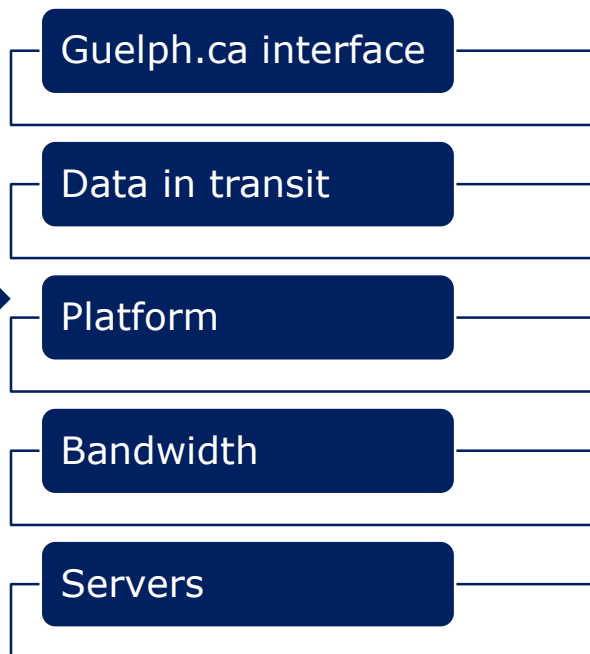 Guelph.ca interface
Data in transit
Platform
Bandwidth
Servers